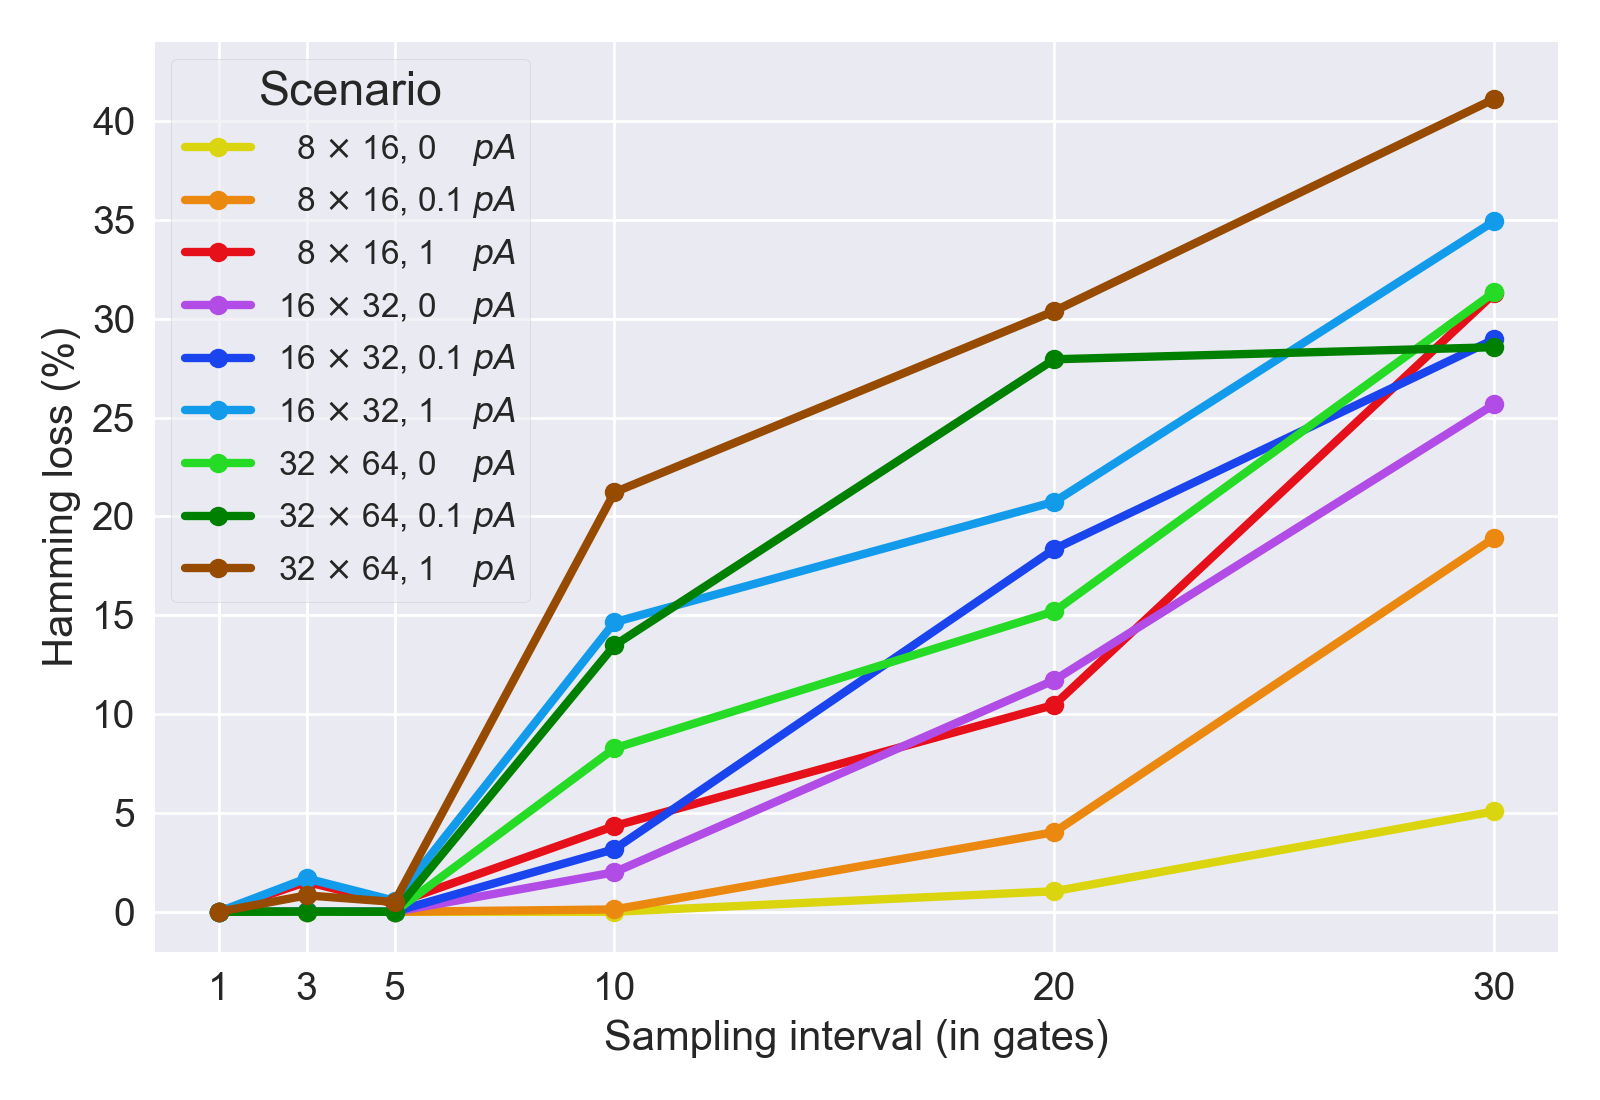 Scenario
8 × 16, 0 pA
8 × 16, 0.1 pA
8 × 16, 1 pA
16 × 32, 0 pA
16 × 32, 0.1 pA
16 × 32, 1 pA
32 × 64, 0 pA
32 × 64, 0.1 pA
32 × 64, 1 pA
Hamming loss (%)
40
35
30
25
20
15
10
5
0
1 3 5 10 20 30
Sampling interval (in gates)